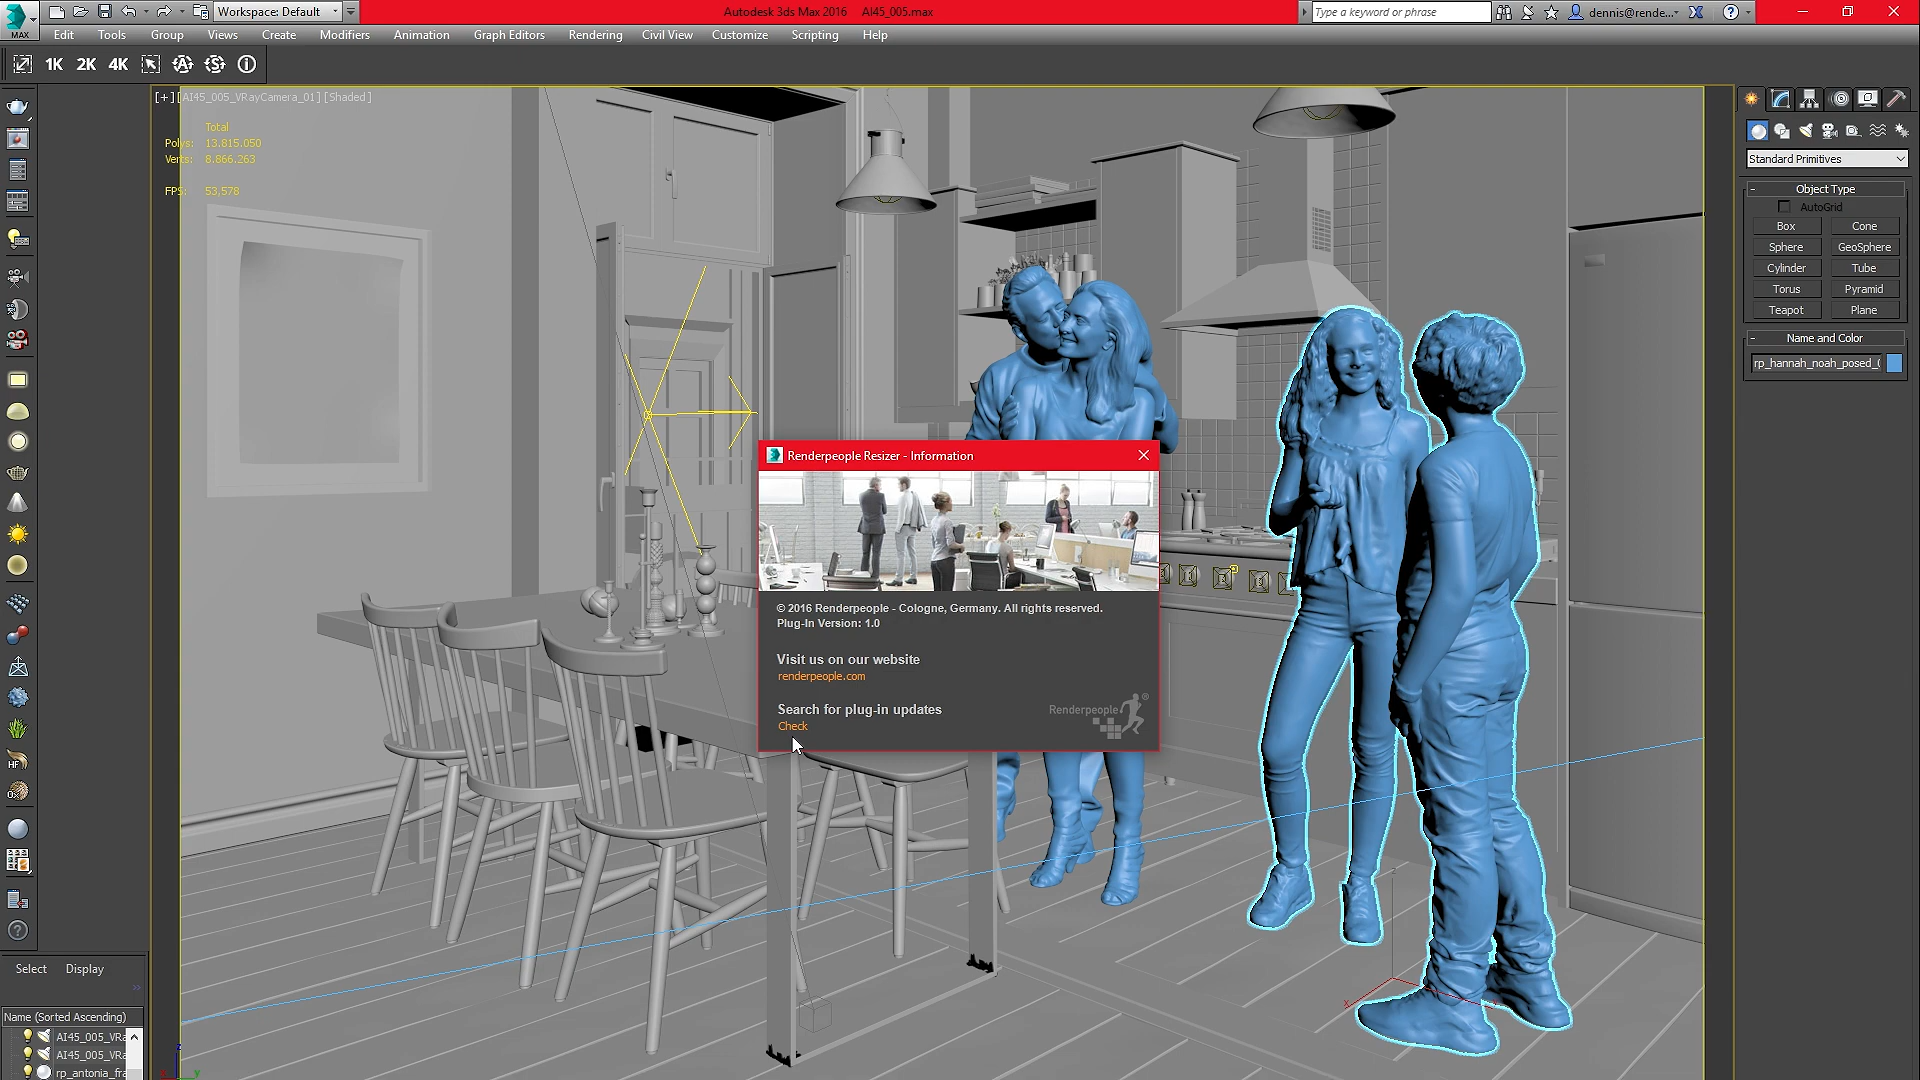 MAX
Workspace: Default
Autodesk 3ds Max 2016 AI45_005.max
Type a keyword or phrase
dennis@rende...
Edit Tools Group Views Create Modifiers Animation Graph Editors Rendering Civil View Customize Scripting Help
1K 2K 4K
[+][AI45_005_VRayCamera_01][Shaded]
Total
Polys: 13.815.050
Verts: 8.866.263
FPS: 53,578
Standard Primitives
- Object Type
AutoGrid
Box Cone
Sphere GeoSphere
Cylinder Tube
Torus Pyramid
Teapot Plane
- Name and Color
rp_hannah_noah_posed_0
Renderpeople Resizer - Information
© 2016 Renderpeople - Cologne, Germany. All rights reserved.
Plug-In Version: 1.0
Visit us on our website
renderpeople.com
Search for plug-in updates
Check
Renderpeople®
HF
Select Display
Name (Sorted Ascending)
AI45_005_VRa
AI45_005_VRa
rp_antonia_fra
x
z
y